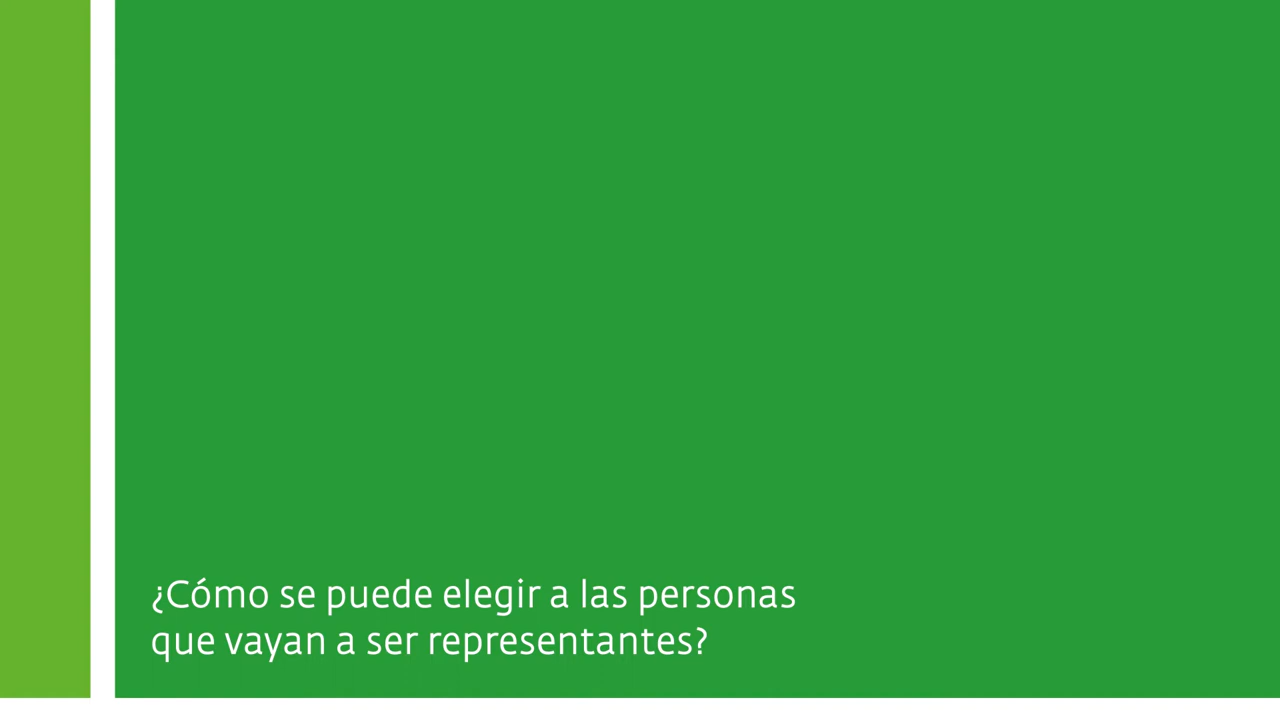 ¿Cómo se puede elegir a las personas
que vayan a ser representantes?